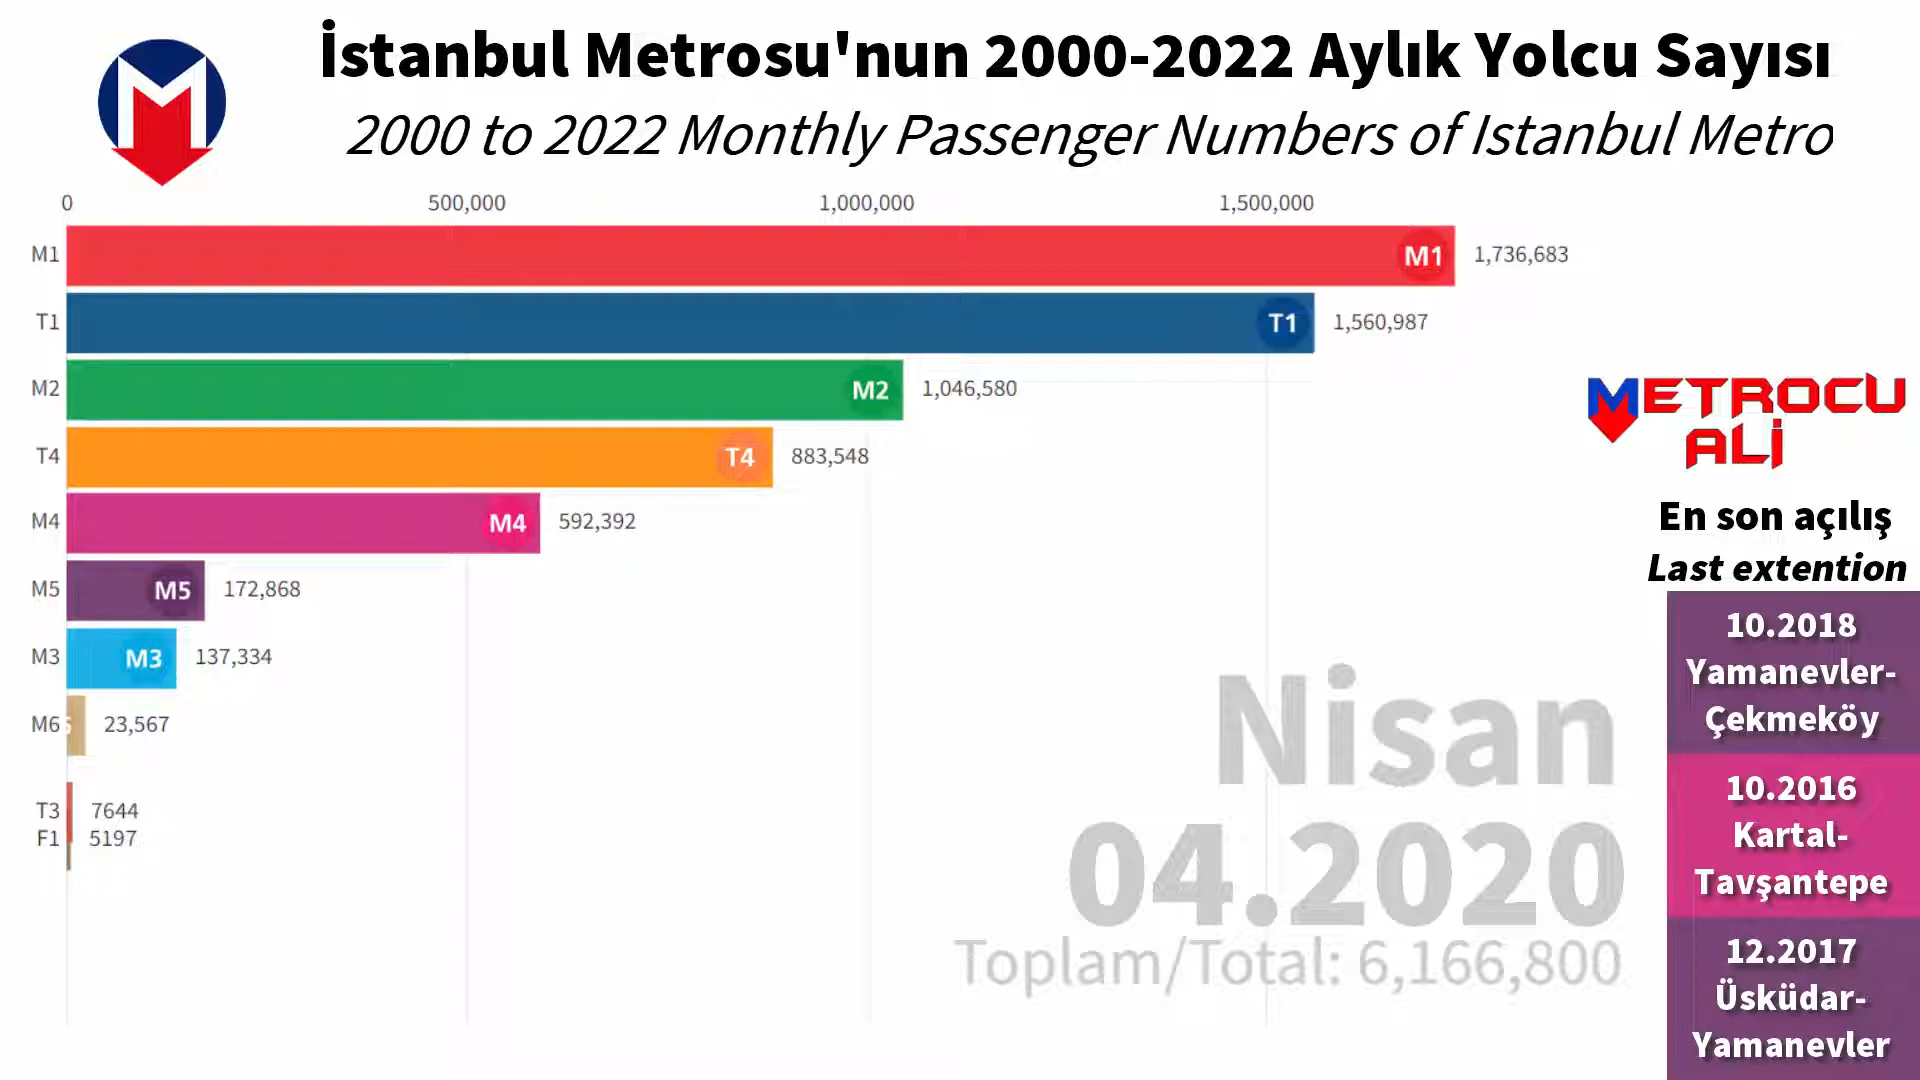 İstanbul Metrosu'nun 2000-2022 Aylık Yolcu Sayısı
2000 to 2022 Monthly Passenger Numbers of Istanbul Metro
0 500,000 1,000,000 1,500,000
M1 M1 1,736,683
T1 T1 1,560,987
M2 M2 1,046,580
T4 T4 883,548
M4 M4 592,392
M5 M5 172,868
M3 M3 137,334
M6 23,567
T3 7644
F1 5197
Nisan
04.2020
Toplam/Total: 6,166,800
METROCU
ALİ
En son açılış
Last extention
10.2018
Yamanevler-
Çekmeköy
10.2016
Kartal-
Tavşantepe
12.2017
Üsküdar-
Yamanevler